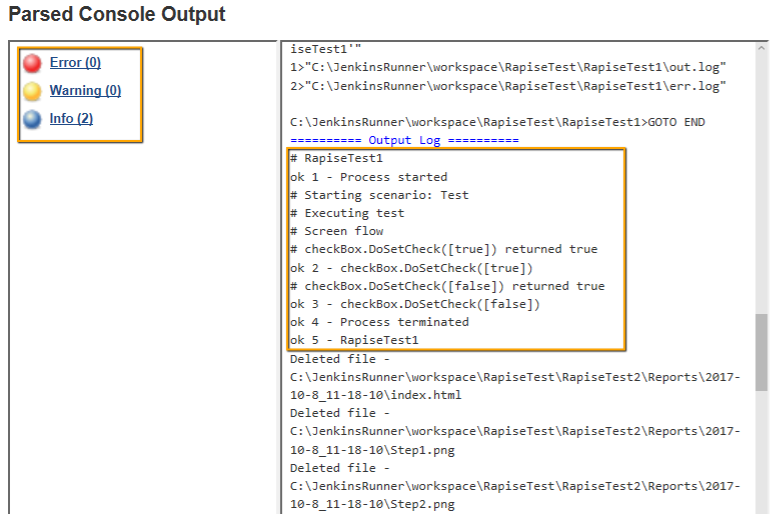 Parsed Console Output
Error (0)
Warning (0)
Info (2)
iseTest1'"
1>"C:\JenkinsRunner\workspace\RapiseTest\RapiseTest1\out.log"
2>"C:\JenkinsRunner\workspace\RapiseTest\RapiseTest1\err.log"
C:\JenkinsRunner\workspace\RapiseTest\RapiseTest1>GOTO END
========== Output Log ==========
# RapiseTest1
ok 1 - Process started
# Starting scenario: Test
# Executing test
# Screen flow
# checkBox.DoSetCheck([true]) returned true
ok 2 - checkBox.DoSetCheck([true])
# checkBox.DoSetCheck([false]) returned true
ok 3 - checkBox.DoSetCheck([false])
ok 4 - Process terminated
ok 5 - RapiseTest1
Deleted file -
C:\JenkinsRunner\workspace\RapiseTest\RapiseTest2\Reports\2017-
10-8_11-18-10\index.html
Deleted file -
C:\JenkinsRunner\workspace\RapiseTest\RapiseTest2\Reports\2017-
10-8_11-18-10\Step1.png
Deleted file -
C:\JenkinsRunner\workspace\RapiseTest\RapiseTest2\Reports\2017-
10-8_11-18-10\Step2.png